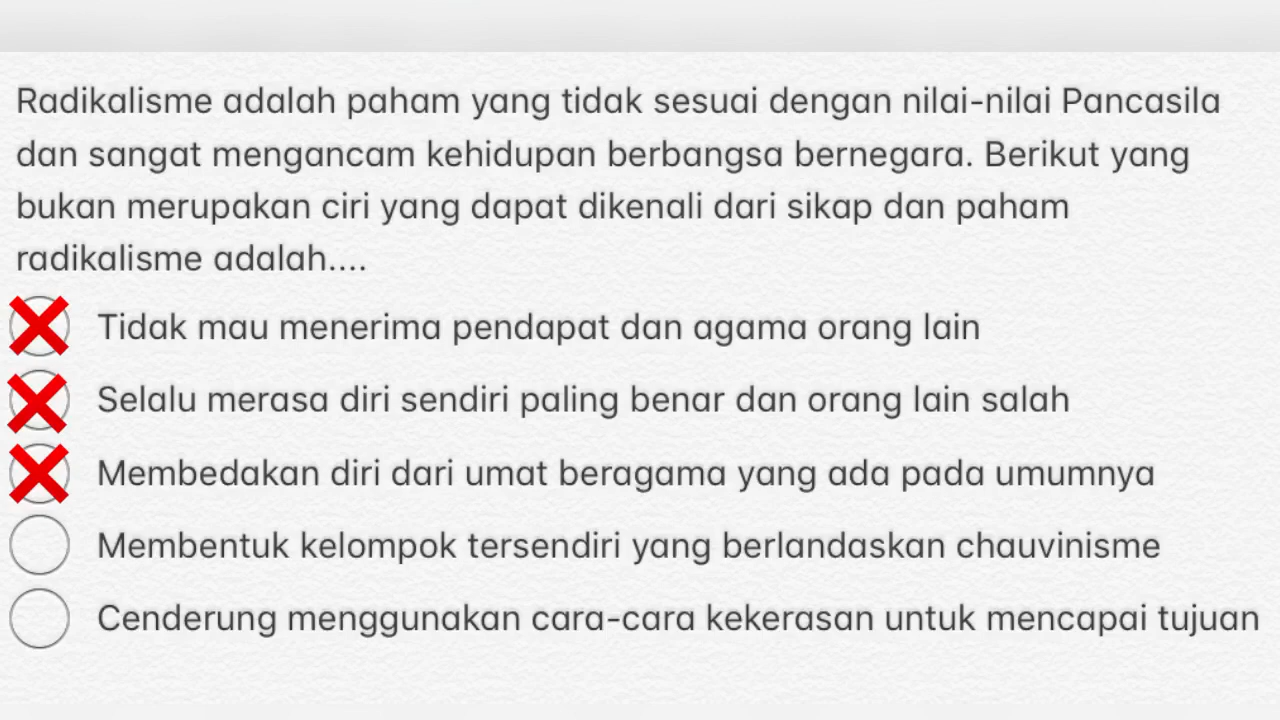 Radikalisme adalah paham yang tidak sesuai dengan nilai-nilai Pancasila
dan sangat mengancam kehidupan berbangsa bernegara. Berikut yang
bukan merupakan ciri yang dapat dikenali dari sikap dan paham
radikalisme adalah....
Tidak mau menerima pendapat dan agama orang lain
Selalu merasa diri sendiri paling benar dan orang lain salah
Membedakan diri dari umat beragama yang ada pada umumnya
Membentuk kelompok tersendiri yang berlandaskan chauvinisme
Cenderung menggunakan cara-cara kekerasan untuk mencapai tujuan